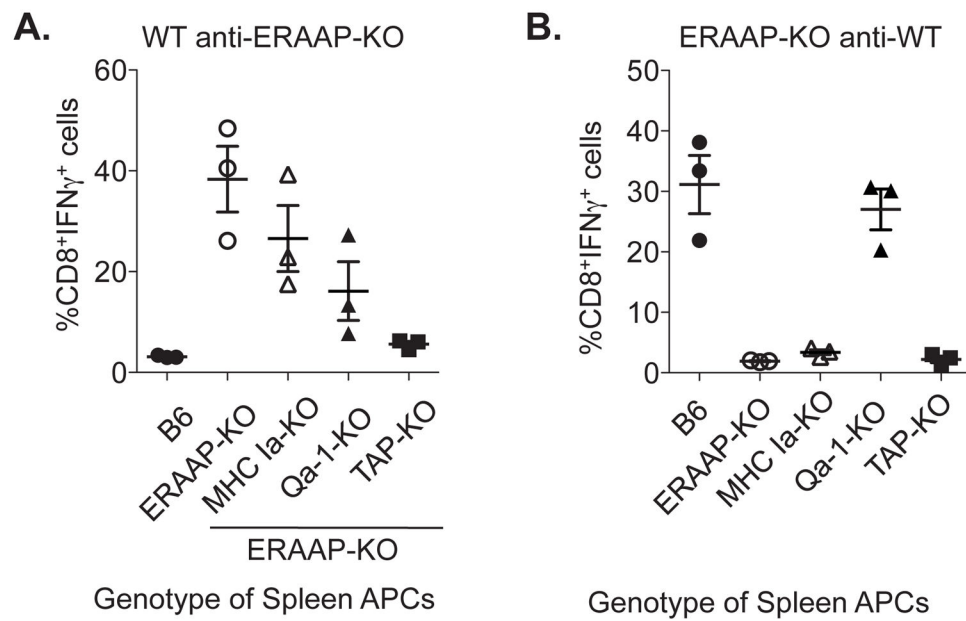 A.
WT anti-ERAAP-KO
%CD8⁺IFNγ⁺ cells
60
40
20
0
B6
ERAAP-KO
MHC Ia-KO
Qa-1-KO
TAP-KO
ERAAP-KO
Genotype of Spleen APCs
B.
ERAAP-KO anti-WT
%CD8⁺IFNγ⁺ cells
50
40
30
20
10
0
B6
ERAAP-KO
MHC Ia-KO
Qa-1-KO
TAP-KO
Genotype of Spleen APCs